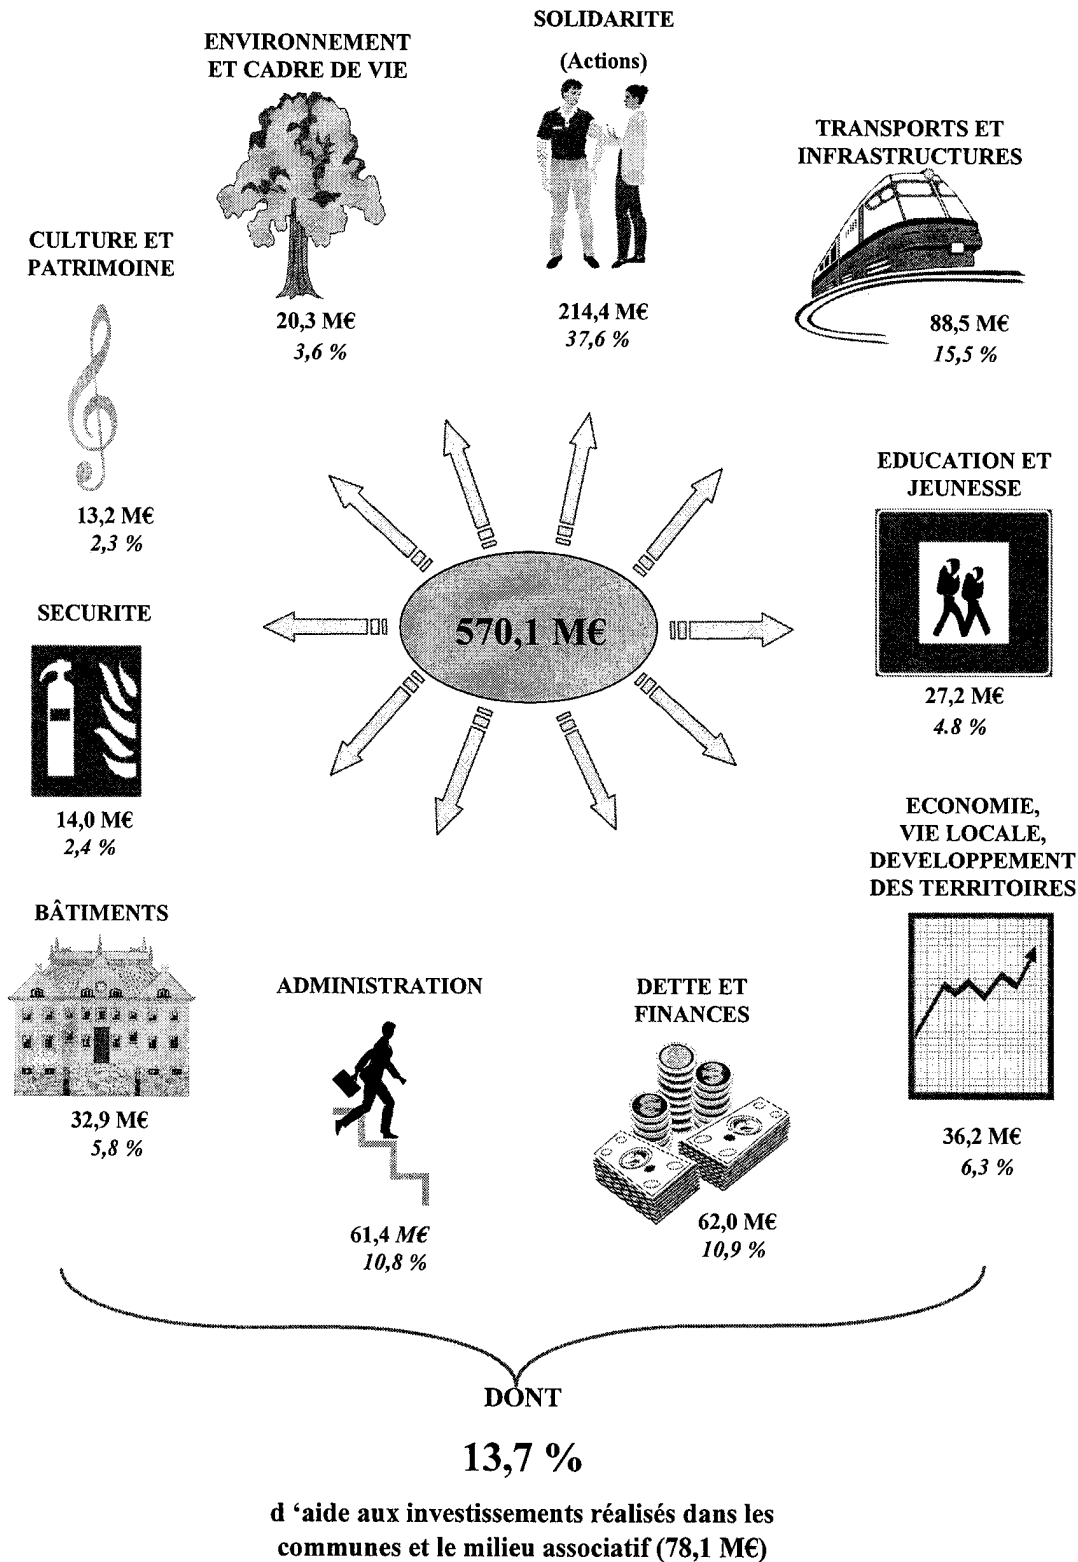 SOLIDARITE
(Actions)
214,4 M€
37,6 %
ENVIRONNEMENT
ET CADRE DE VIE
20,3 M€
3,6 %
TRANSPORTS ET
INFRASTRUCTURES
88,5 M€
15,5 %
CULTURE ET
PATRIMOINE
13,2 M€
2,3 %
EDUCATION ET
JEUNESSE
27,2 M€
4.8 %
570,1 M€
SECURITE
14,0 M€
2,4 %
ECONOMIE,
VIE LOCALE,
DEVELOPPEMENT
DES TERRITOIRES
36,2 M€
6,3 %
BÂTIMENTS
32,9 M€
5,8 %
ADMINISTRATION
61,4 M€
10,8 %
DETTE ET
FINANCES
62,0 M€
10,9 %
DONT
13,7 %
d ‘aide aux investissements réalisés dans les
communes et le milieu associatif (78,1 M€)